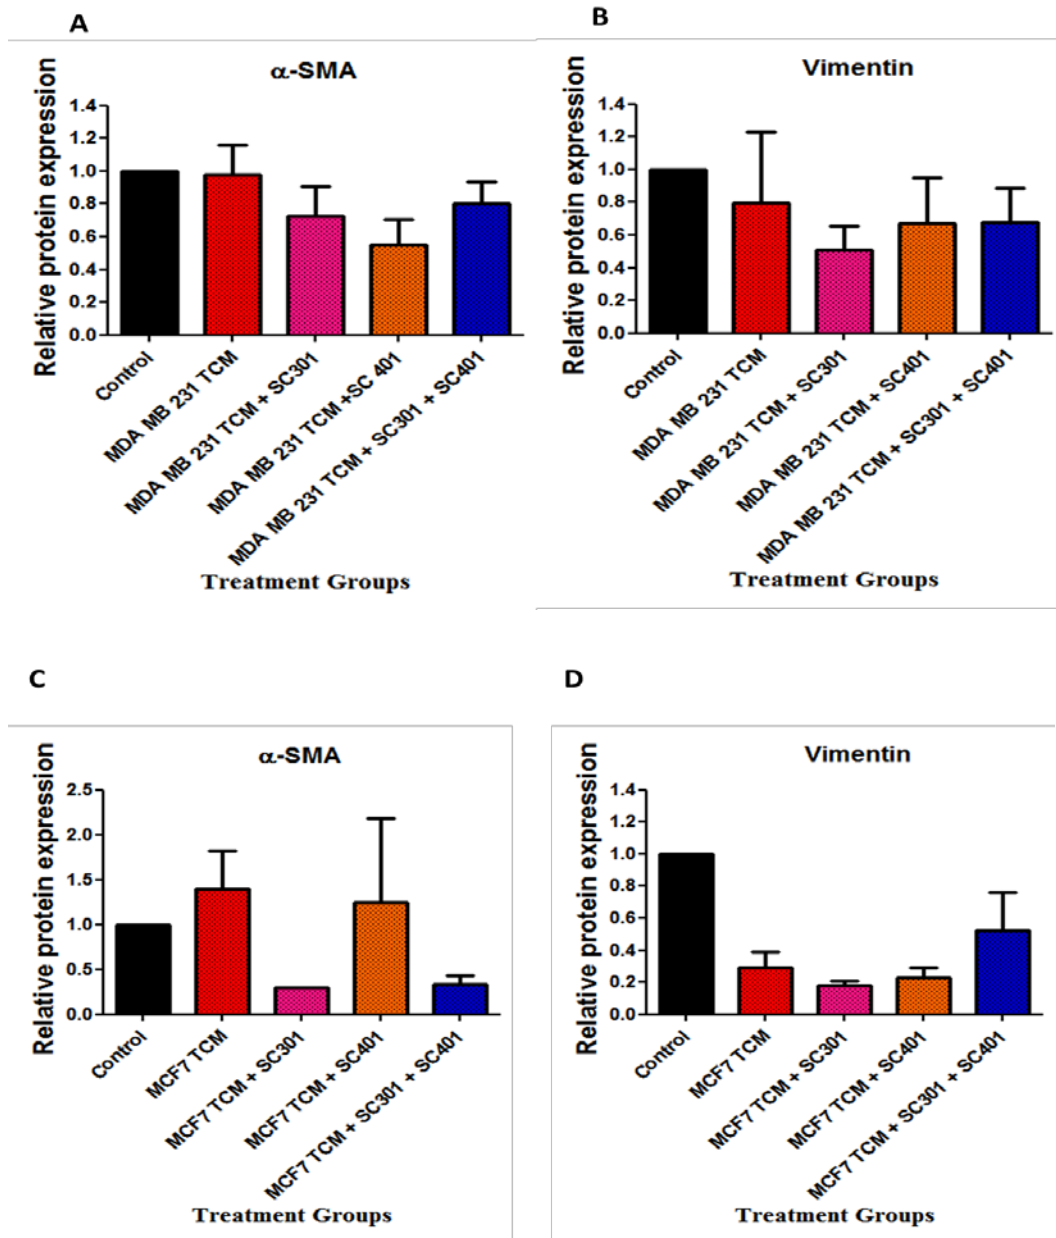 A
α-SMA
Relative protein expression
1.4
1.2
1.0
0.8
0.6
0.4
0.2
0.0
Control
MDA MB 231 TCM
MDA MB 231 TCM + SC301
MDA MB 231 TCM +SC 401
MDA MB 231 TCM + SC301 + SC401
Treatment Groups
B
Vimentin
Relative protein expression
1.4
1.2
1.0
0.8
0.6
0.4
0.2
0.0
Control
MDA MB 231 TCM
MDA MB 231 TCM + SC301
MDA MB 231 TCM + SC401
MDA MB 231 TCM + SC301 + SC401
Treatment Groups
C
α-SMA
Relative protein expression
2.5
2.0
1.5
1.0
0.5
0.0
Control
MCF7 TCM
MCF7 TCM + SC301
MCF7 TCM + SC401
MCF7 TCM + SC301 + SC401
Treatment Groups
D
Vimentin
Relative protein expression
1.4
1.2
1.0
0.8
0.6
0.4
0.2
0.0
Control
MCF7 TCM
MCF7 TCM + SC301
MCF7 TCM + SC401
MCF7 TCM + SC301 + SC401
Treatment Groups